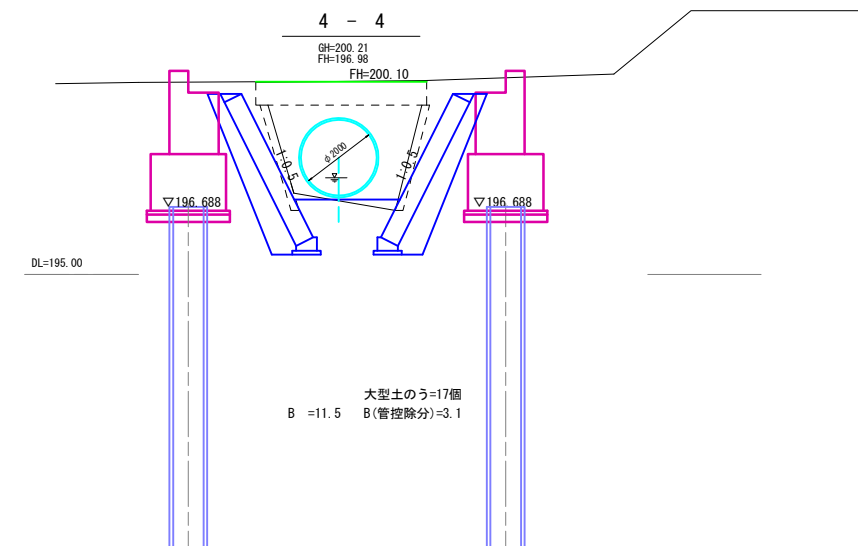 4 - 4
GH=200.21
FH=196.98
FH=200.10
φ2000
1:0.5
1:0.5
▽196.688
▽196.688
DL=195.00
大型土のう=17個
B =11.5 B(管控除分)=3.1